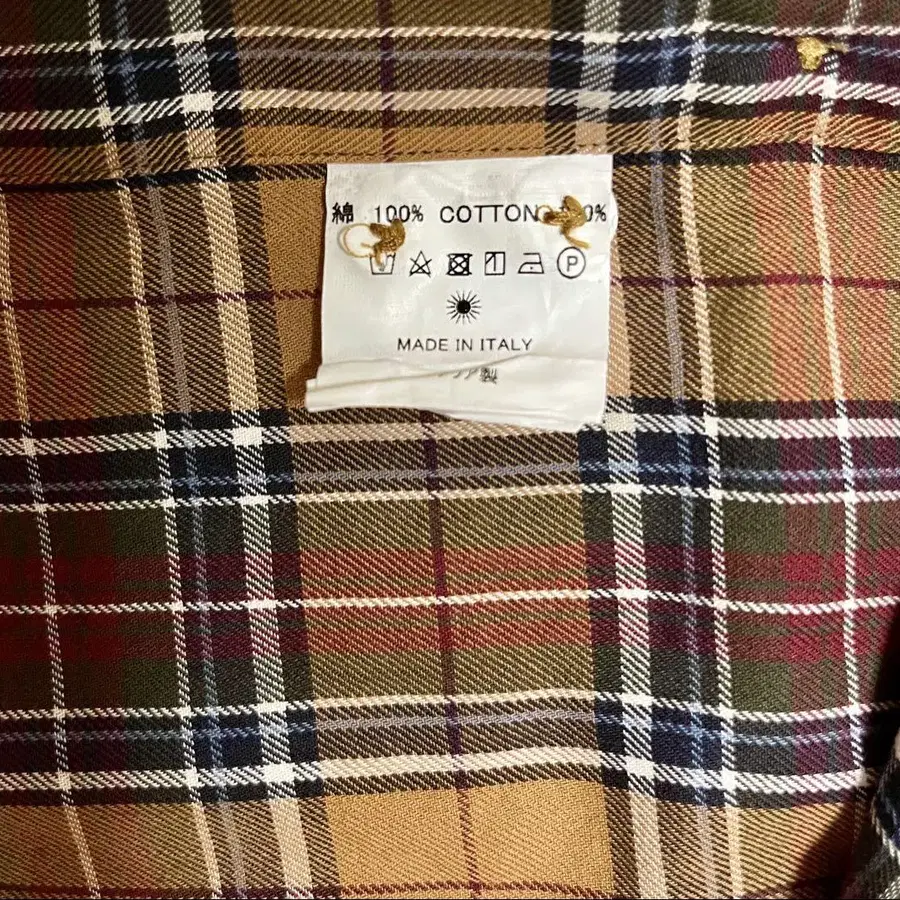 綿 100% COTTON
P
MADE IN ITALY
製